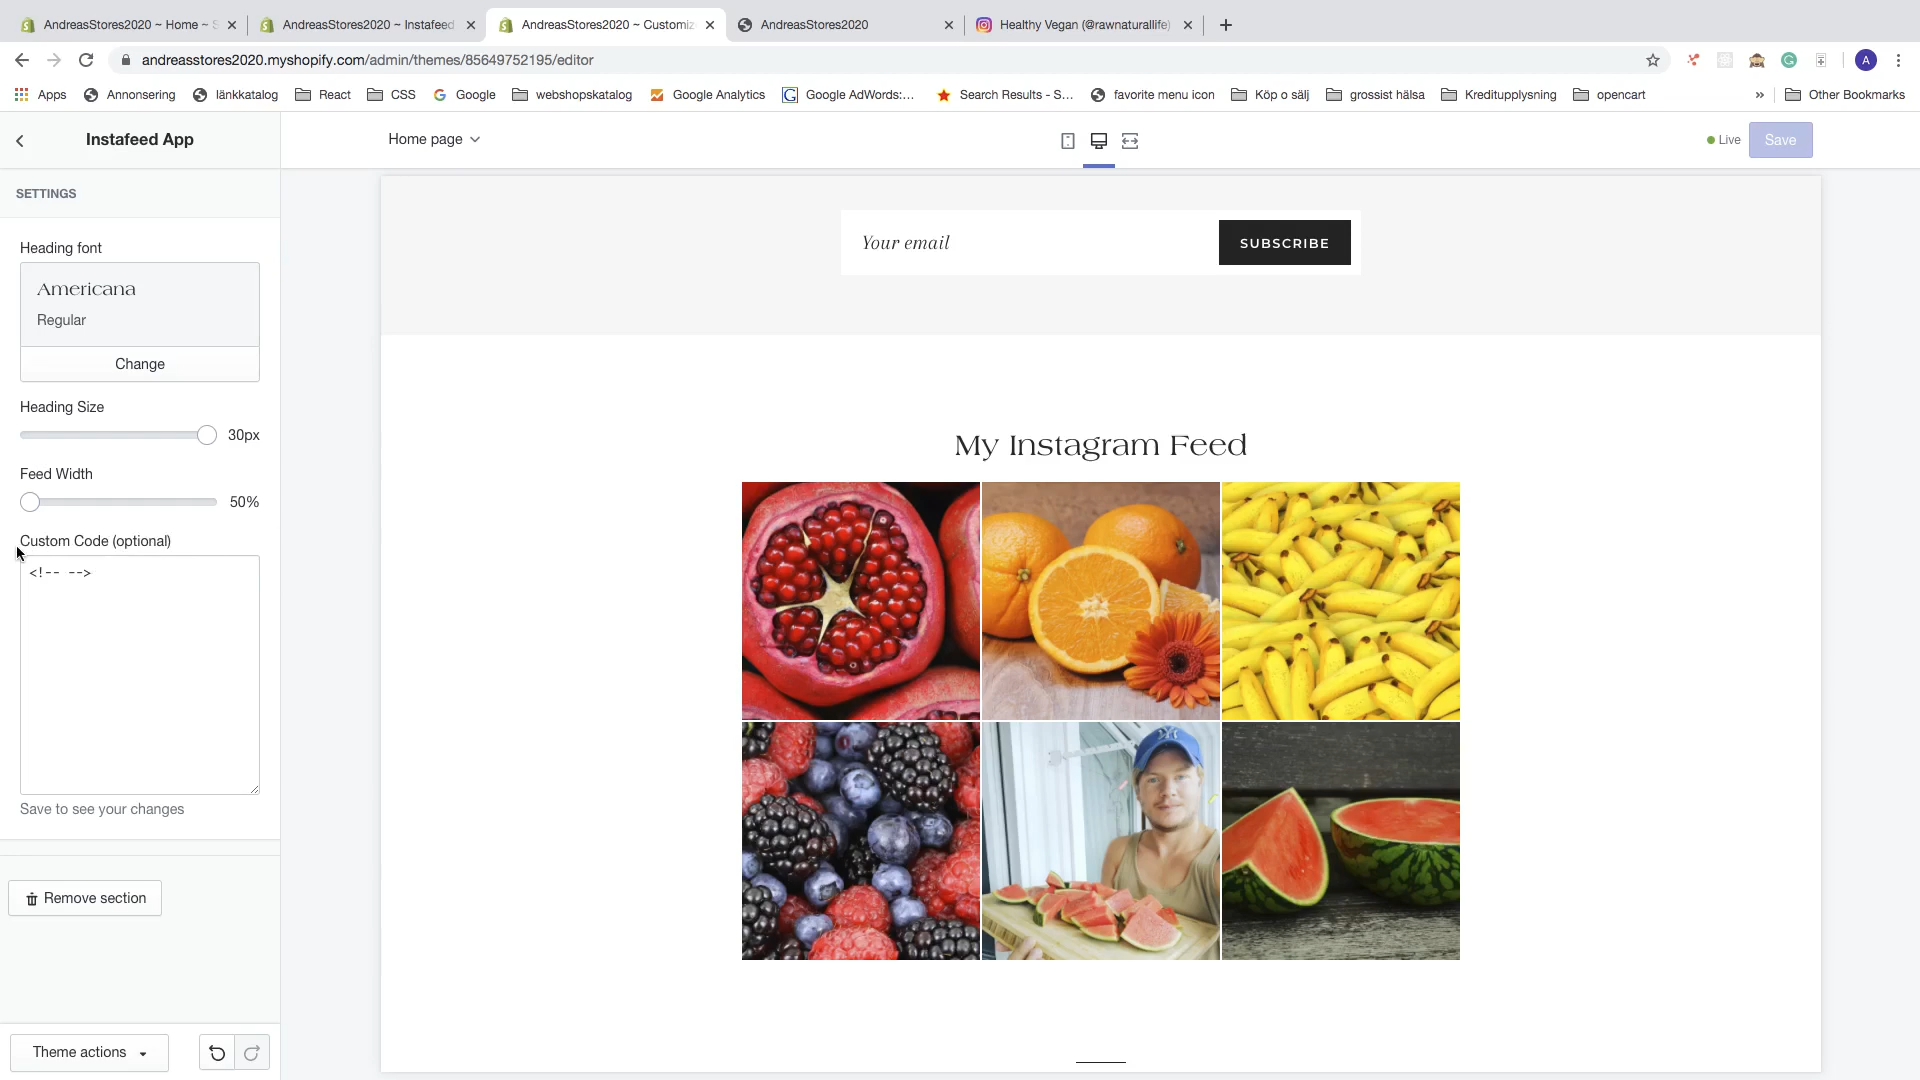 AndreasStores2020 ~ Home ~ S
AndreasStores2020 ~ Instafeed
AndreasStores2020 ~ Customiz
AndreasStores2020
Healthy Vegan (@rawnaturallife)
andreasstores2020.myshopify.com/admin/themes/85649752195/editor
A
Apps
Annonsering
länkkatalog
React
CSS
Google
webshopskatalog
Google Analytics
Google AdWords:...
Search Results - S...
favorite menu icon
Köp o sälj
grossist hälsa
Kreditupplysning
opencart
»
Other Bookmarks
Instafeed App
Home page
Live
Save
SETTINGS
Heading font
Americana
Regular
Change
Heading Size
30px
Feed Width
50%
Custom Code (optional)
<!-- -->
Save to see your changes
Remove section
Theme actions
Your email
SUBSCRIBE
My Instagram Feed